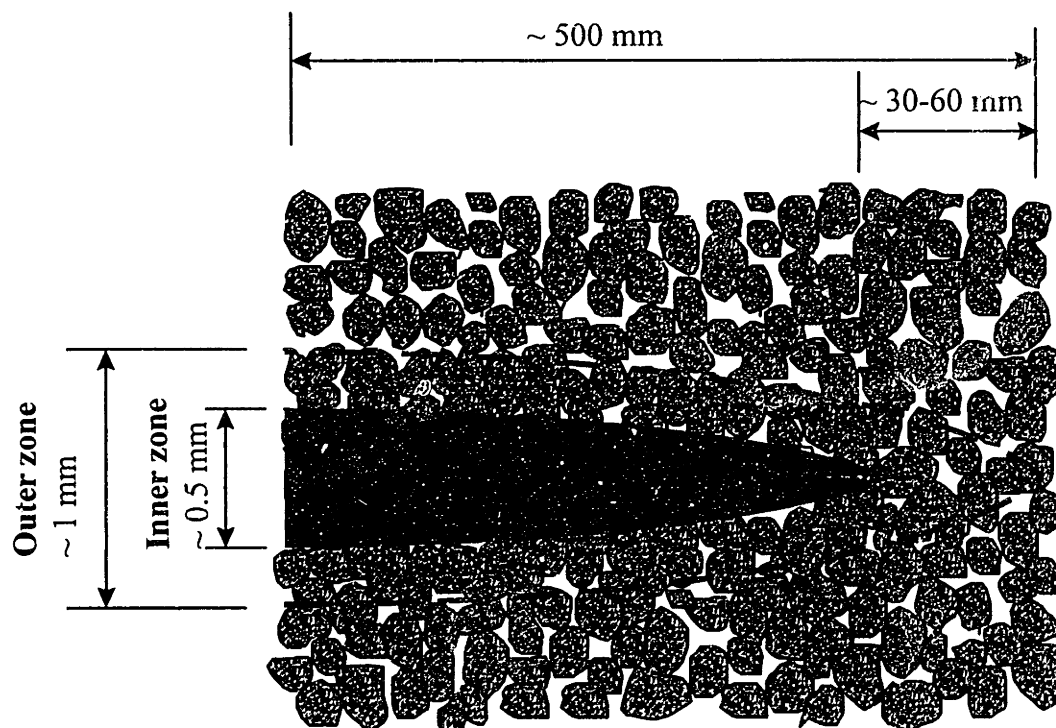 ~ 500 mm
~ 30-60 mm
Outer zone
~ 1 mm
Inner zone
~ 0.5 mm